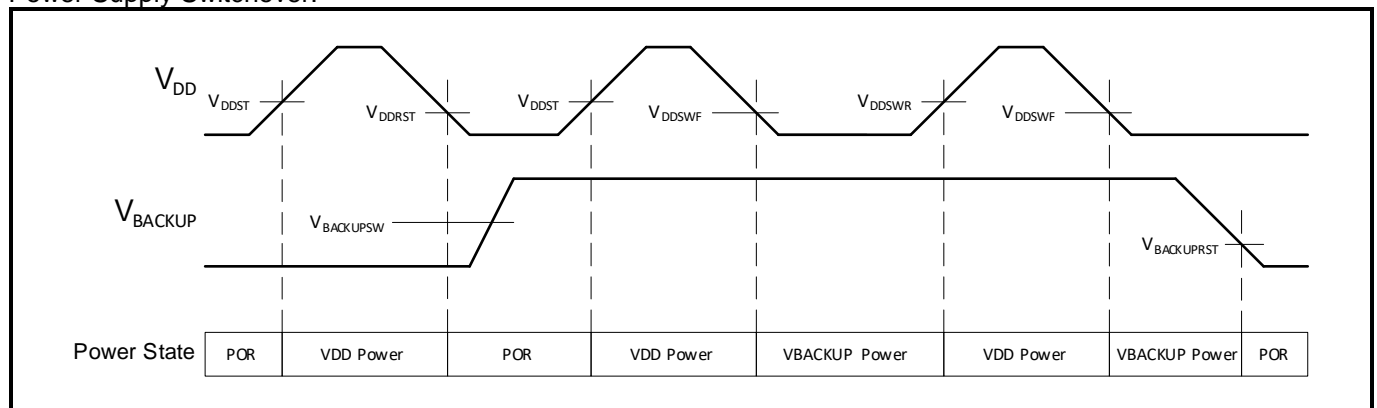 Power Supply Switchover:
VDD
VDDST
VDDRST
VDDST
VDDSWF
VDDSWR
VDDSWF
VBACKUP
VBACKUPSW
VBACKUPRST
Power State
POR
VDD Power
POR
VDD Power
VBACKUP Power
VDD Power
VBACKUP Power
POR